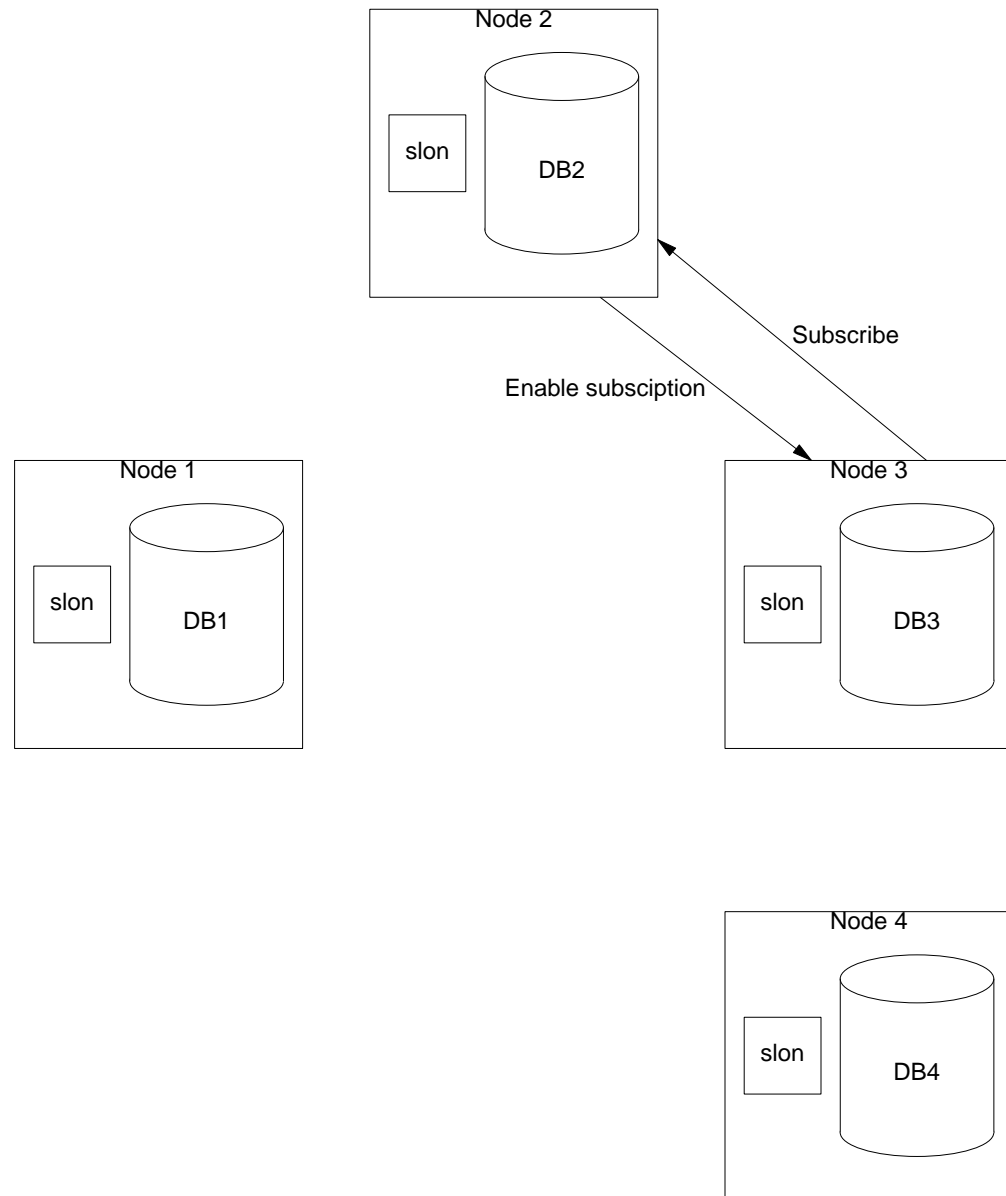 Node 2
slon
DB2
Subscribe
Enable subsciption
Node 1
slon
DB1
Node 3
slon
DB3
Node 4
slon
DB4